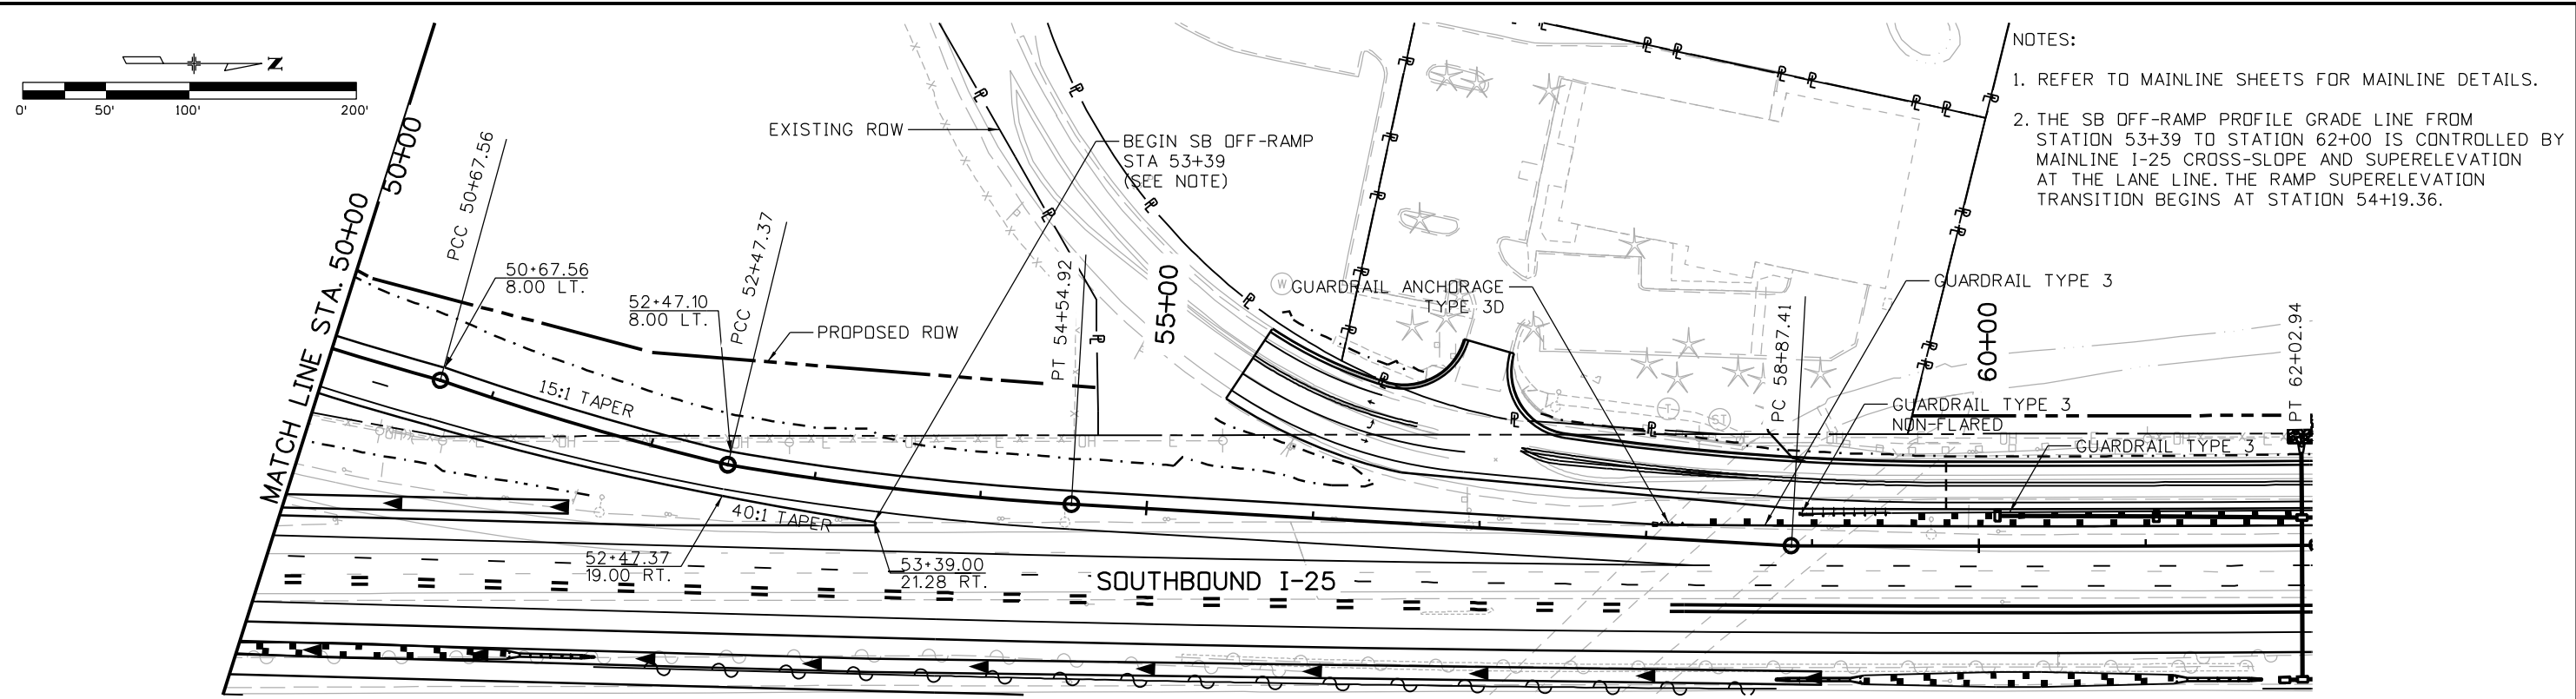 N
0' 50' 100' 200'
MATCH LINE STA. 50+00
50+00
PCC 50+67.56
50+67.56
8.00 LT.
15:1 TAPER
52+47.10
8.00 LT.
PCC 52+47.37
PROPOSED ROW
EXISTING ROW
40:1 TAPER
52+47.37
19.00 RT.
53+39.00
21.28 RT.
BEGIN SB OFF-RAMP
STA 53+39
(SEE NOTE)
PT 54+54.92
55+00
SOUTHBOUND I-25
W
GUARDRAIL ANCHORAGE
TYPE 3D
T
ST
PC 58+87.41
GUARDRAIL TYPE 3
GUARDRAIL TYPE 3
NON-FLARED
GUARDRAIL TYPE 3
60+00
PT 62+02.94
NOTES:
1. REFER TO MAINLINE SHEETS FOR MAINLINE DETAILS.
2. THE SB OFF-RAMP PROFILE GRADE LINE FROM
STATION 53+39 TO STATION 62+00 IS CONTROLLED BY
MAINLINE I-25 CROSS-SLOPE AND SUPERELEVATION
AT THE LANE LINE. THE RAMP SUPERELEVATION
TRANSITION BEGINS AT STATION 54+19.36.